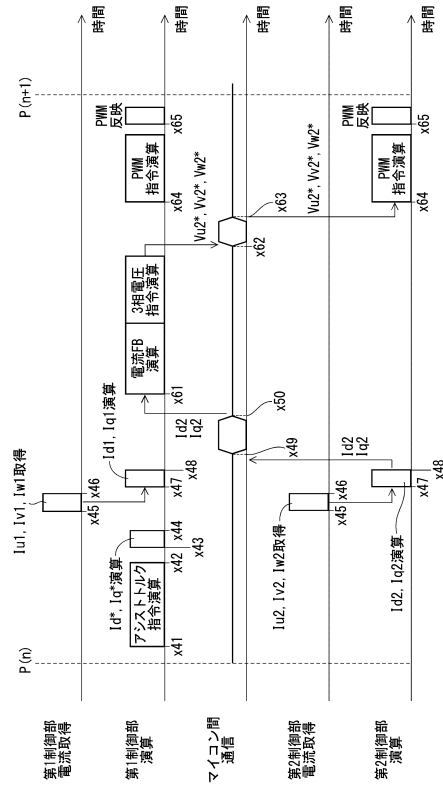 P(n)
P(n+1)
第1制御部
電流取得
Iu1, Iv1, Iw1取得
x45
x46
時間
第1制御部
演算
アシストトルク
指令演算
Id*, Iq*演算
Id1, Iq1演算
電流FB
演算
3相電圧
指令演算
PWM
指令演算
PWM
反映
x41
x42
x43
x44
x47
x48
x61
x64
x65
時間
マイコン間
通信
Id2
Iq2
Vu2*, Vv2*, Vw2*
x49
x50
x62
x63
時間
第2制御部
電流取得
Iu2, Iv2, Iw2取得
x45
x46
Id2
Iq2
Vu2*, Vv2*, Vw2*
時間
第2制御部
演算
Id2, Iq2演算
x47
x48
PWM
指令演算
PWM
反映
x64
x65
時間